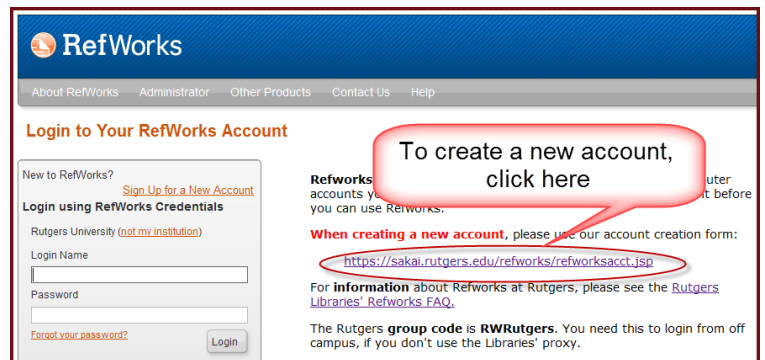 RefWorks
About RefWorks Administrator Other Products Contact Us Help
Login to Your RefWorks Account
New to RefWorks?
Sign Up for a New Account
Login using RefWorks Credentials
Rutgers University (not my institution)
Login Name
Password
Forgot your password?
Login
To create a new account,
click here
Refworks
accounts
before
you can use Refworks.
When creating a new account, please use our account creation form:
https://sakai.rutgers.edu/refworks/refworksacct.jsp
For information about Refworks at Rutgers, please see the Rutgers
Libraries' Refworks FAQ.
The Rutgers group code is RWRutgers. You need this to login from off
campus, if you don't use the Libraries' proxy.